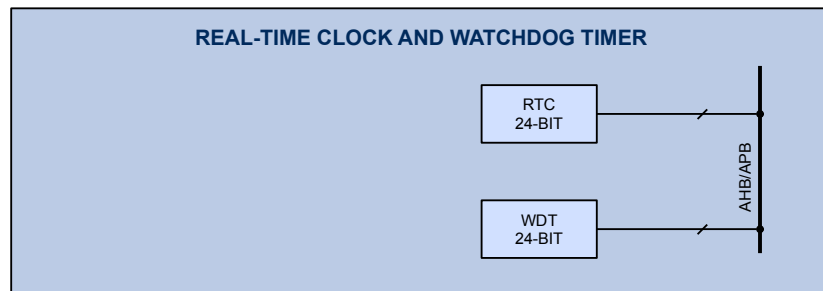 REAL-TIME CLOCK AND WATCHDOG TIMER
RTC
24-BIT
AHB/APB
WDT
24-BIT